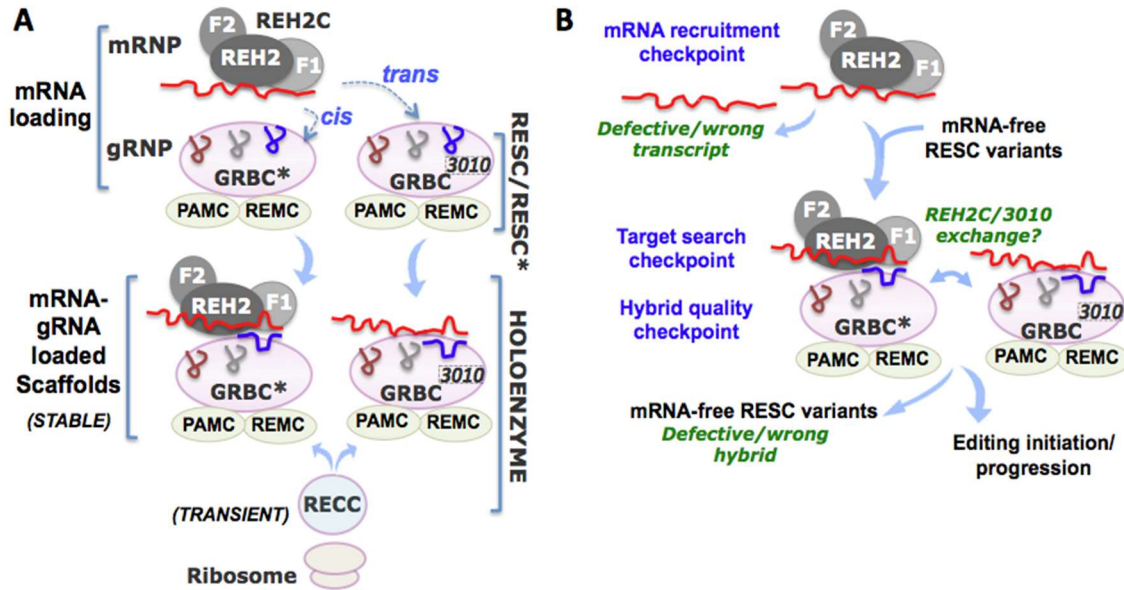 A
mRNP
F2
REH2C
REH2
F1
mRNA
loading
trans
cis
gRNP
GRBC*
3010
GRBC
PAMC
REMC
PAMC
REMC
RESC/RESC*
F2
REH2
F1
mRNA-
gRNA
loaded
Scaffolds
(STABLE)
GRBC*
3010
GRBC
PAMC
REMC
PAMC
REMC
HOLOENZYME
(TRANSIENT)
RECC
Ribosome
B
mRNA recruitment
checkpoint
F2
REH2
F1
Defective/wrong
transcript
mRNA-free
RESC variants
F2
REH2
F1
REH2C/3010
exchange?
Target search
checkpoint
Hybrid quality
checkpoint
GRBC*
3010
GRBC
PAMC
REMC
PAMC
REMC
mRNA-free RESC variants
Defective/wrong
hybrid
Editing initiation/
progression